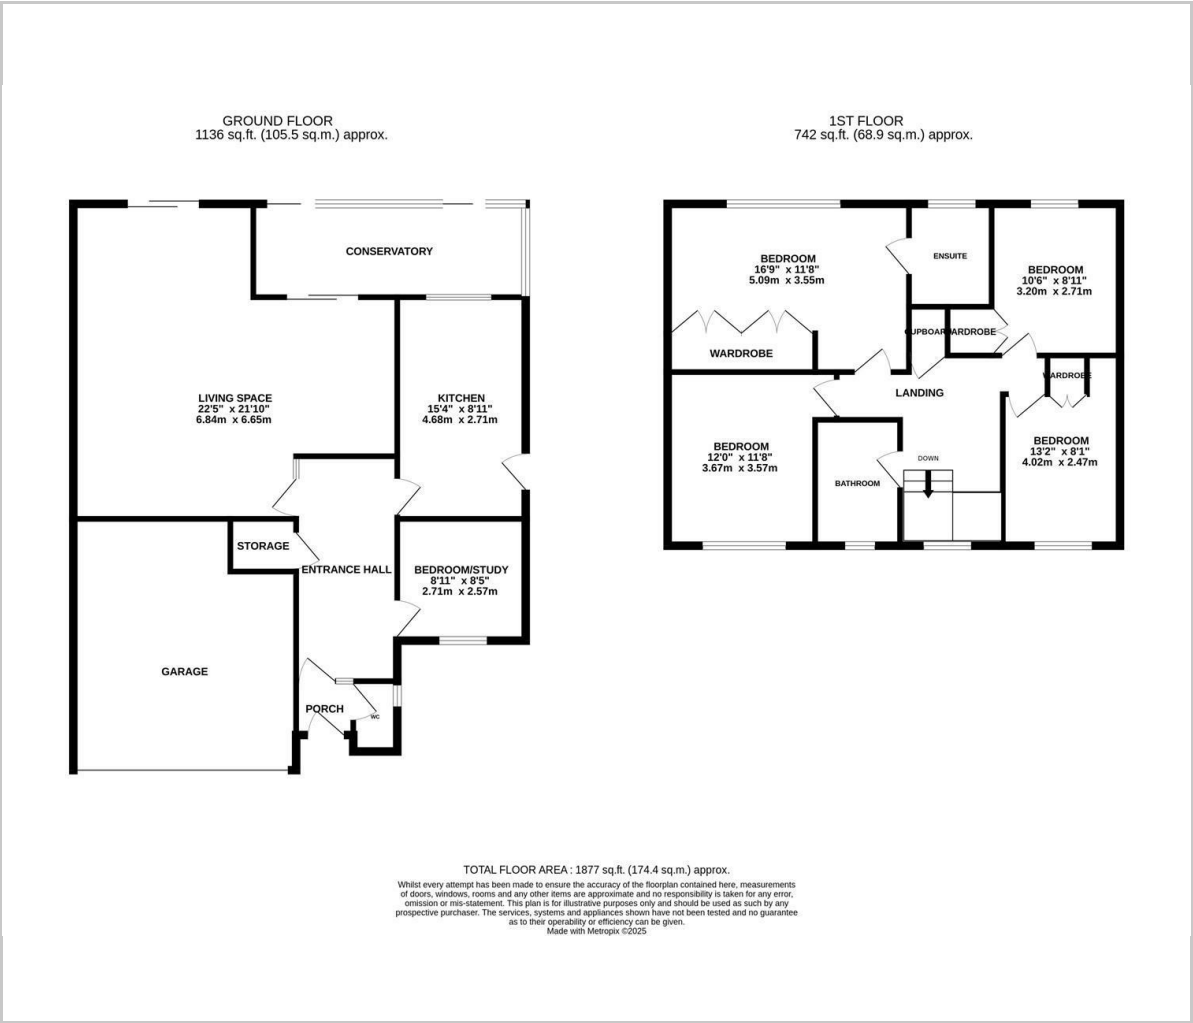 GROUND FLOOR
1136 sq.ft. (105.5 sq.m.) approx.
1ST FLOOR
742 sq.ft. (68.9 sq.m.) approx.
CONSERVATORY
LIVING SPACE
22'5" x 21'10"
6.84m x 6.65m
KITCHEN
15'4" x 8'11"
4.68m x 2.71m
STORAGE
ENTRANCE HALL
BEDROOM/STUDY
8'11" x 8'5"
2.71m x 2.57m
GARAGE
PORCH
WC
BEDROOM
16'9" x 11'8"
5.09m x 3.55m
ENSUITE
BEDROOM
10'6" x 8'11"
3.20m x 2.71m
CUPBOAR
ARDROBE
WARDROBE
WARDROBE
LANDING
BEDROOM
12'0" x 11'8"
3.67m x 3.57m
BATHROOM
DOWN
BEDROOM
13'2" x 8'1"
4.02m x 2.47m
TOTAL FLOOR AREA : 1877 sq.ft. (174.4 sq.m.) approx.
Whilst every attempt has been made to ensure the accuracy of the floorplan contained here, measurements
of doors, windows, rooms and any other items are approximate and no responsibility is taken for any error,
omission or mis-statement. This plan is for illustrative purposes only and should be used as such by any
prospective purchaser. The services, systems and appliances shown have not been tested and no guarantee
as to their operability or efficiency can be given.
Made with Metropix ©2025